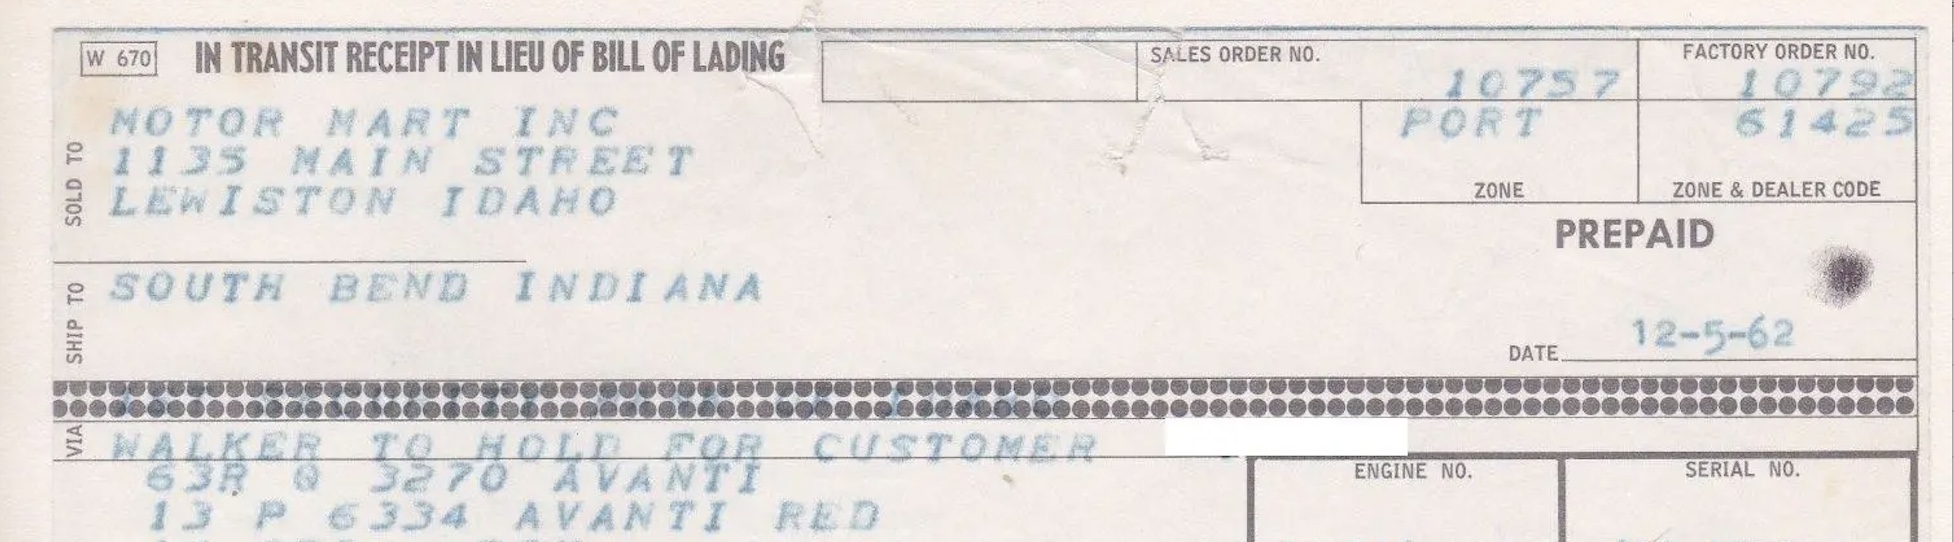 W 670 IN TRANSIT RECEIPT IN LIEU OF BILL OF LADING
SALES ORDER NO.
10757
FACTORY ORDER NO.
10792
SOLD TO
MOTOR MART INC
1135 MAIN STREET
LEWISTON IDAHO
PORT
ZONE
61425
ZONE & DEALER CODE
PREPAID
SHIP TO
SOUTH BEND INDIANA
DATE 12-5-62
VIA
WALKER TO HOLD FOR CUSTOMER
63R Q 3270 AVANTI
13 P 6334 AVANTI RED
ENGINE NO.
SERIAL NO.